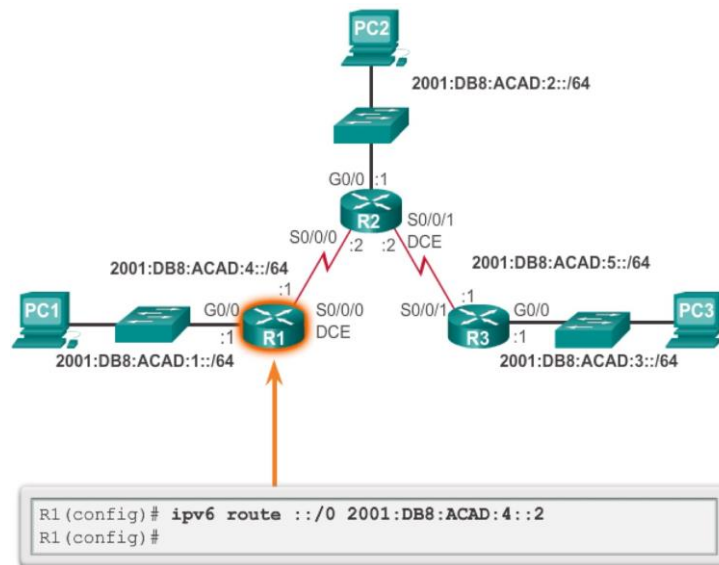 PC2
2001:DB8:ACAD:2::/64
G0/0 :1
R2
S0/0/0
:2
:2
S0/0/1
DCE
2001:DB8:ACAD:4::/64
:1
2001:DB8:ACAD:5::/64
PC1
G0/0
:1
R1
S0/0/0
DCE
2001:DB8:ACAD:1::/64
S0/0/1
:1
R3
G0/0
:1
PC3
2001:DB8:ACAD:3::/64
R1(config)# ipv6 route ::/0 2001:DB8:ACAD:4::2
R1(config)#